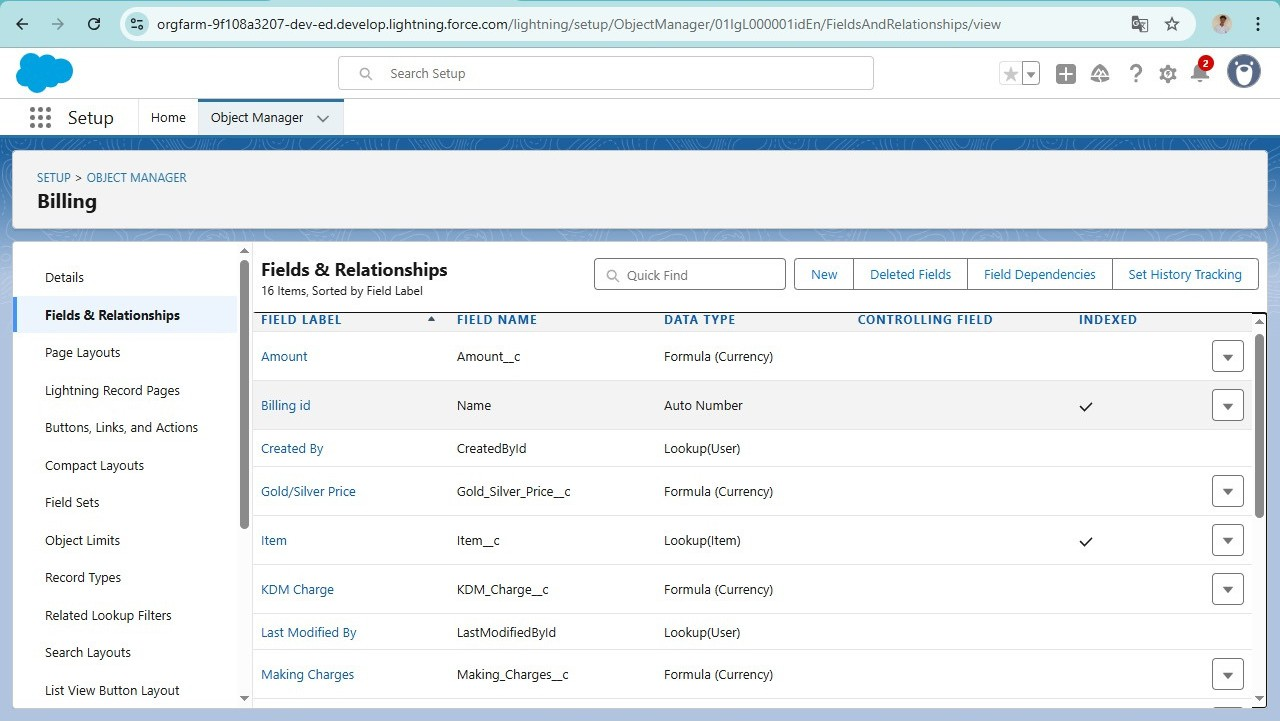 orgfarm-9f108a3207-dev-ed.develop.lightning.force.com/lightning/setup/ObjectManager/01IgL000001idEn/FieldsAndRelationships/view
Search Setup
2
Setup
Home
Object Manager
SETUP > OBJECT MANAGER
Billing
Details
Fields & Relationships
Page Layouts
Lightning Record Pages
Buttons, Links, and Actions
Compact Layouts
Field Sets
Object Limits
Record Types
Related Lookup Filters
Search Layouts
List View Button Layout
Fields & Relationships
16 Items, Sorted by Field Label
Quick Find
New
Deleted Fields
Field Dependencies
Set History Tracking
FIELD LABEL FIELD NAME DATA TYPE CONTROLLING FIELD INDEXED
Amount Amount__c Formula (Currency)
Billing id Name Auto Number
Created By CreatedById Lookup(User)
Gold/Silver Price Gold_Silver_Price__c Formula (Currency)
Item Item__c Lookup(Item)
KDM Charge KDM_Charge__c Formula (Currency)
Last Modified By LastModifiedById Lookup(User)
Making Charges Making_Charges__c Formula (Currency)